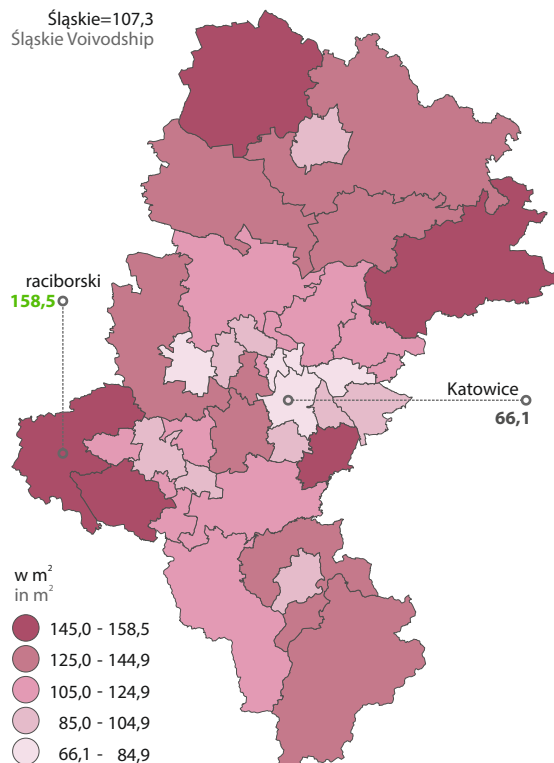 Śląskie=107,3
Śląskie Voivodship
raciborski
158,5
Katowice
66,1
w m²
in m²
145,0 - 158,5
125,0 - 144,9
105,0 - 124,9
85,0 - 104,9
66,1 - 84,9